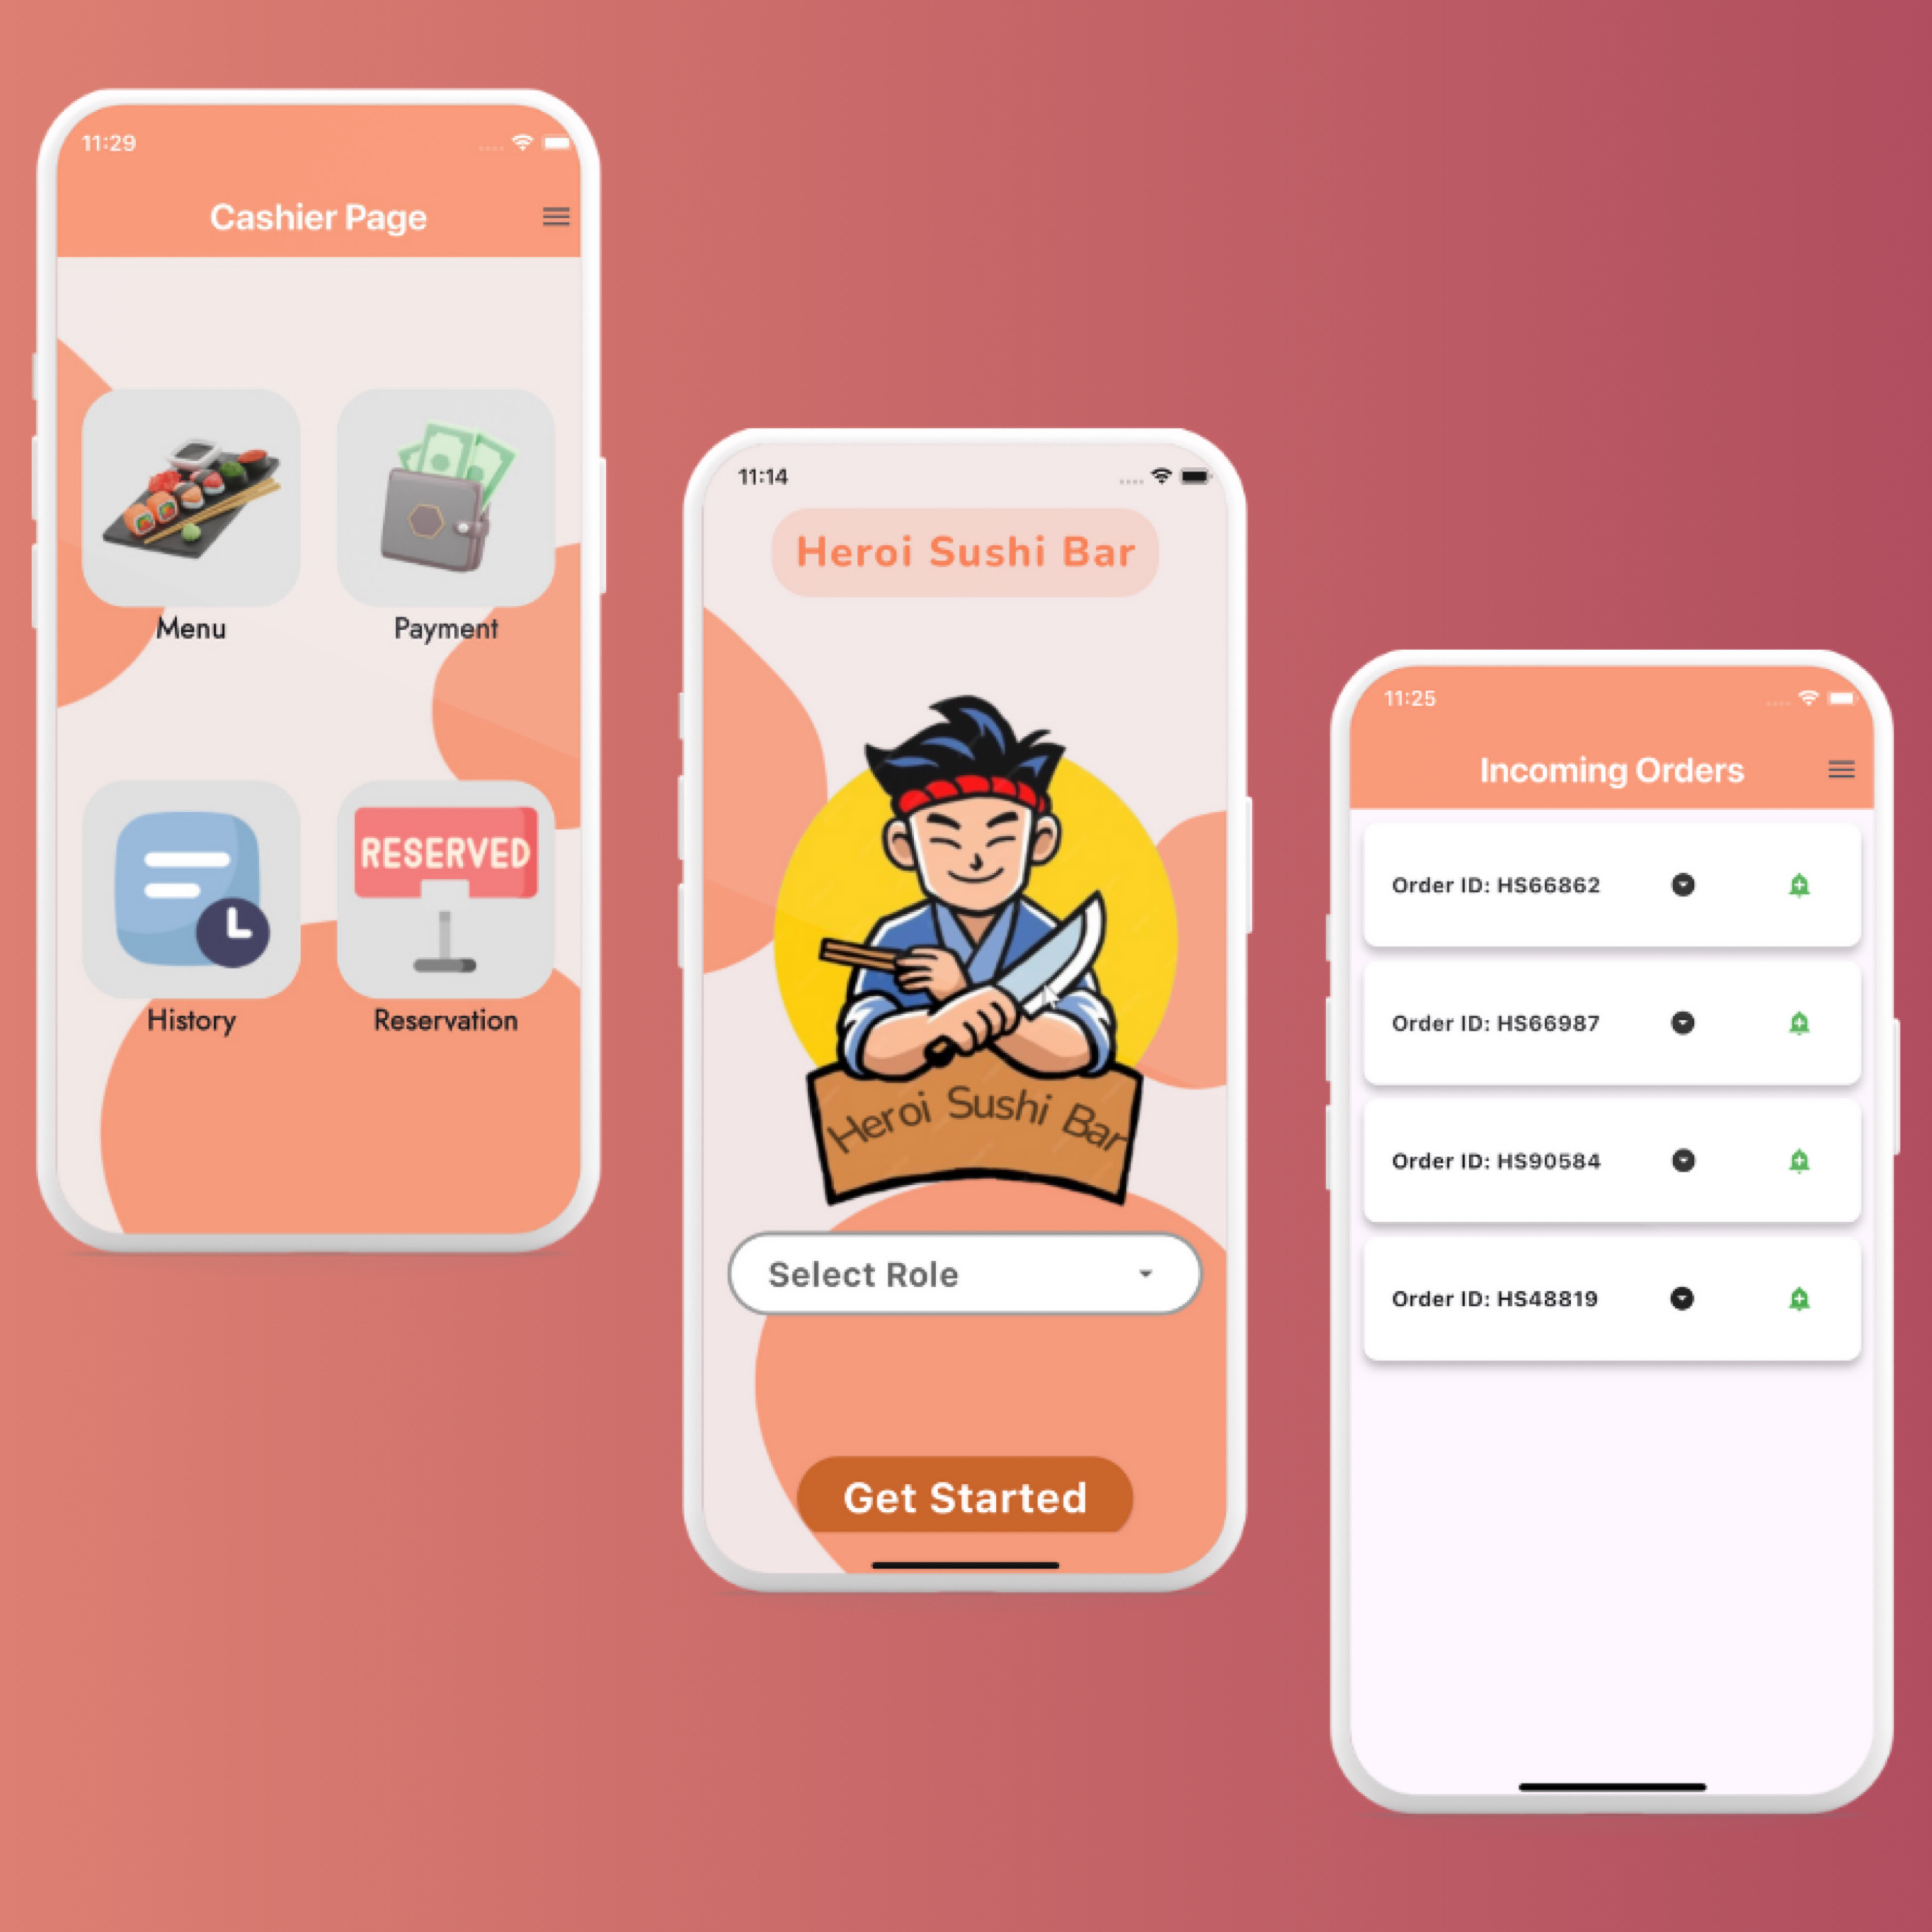 11:29
Cashier Page
Menu
Payment
RESERVED
History
Reservation
11:14
Heroi Sushi Bar
Heroi Sushi Bar
Select Role
Get Started
11:25
Incoming Orders
Order ID: HS66862
Order ID: HS66987
Order ID: HS90584
Order ID: HS48819